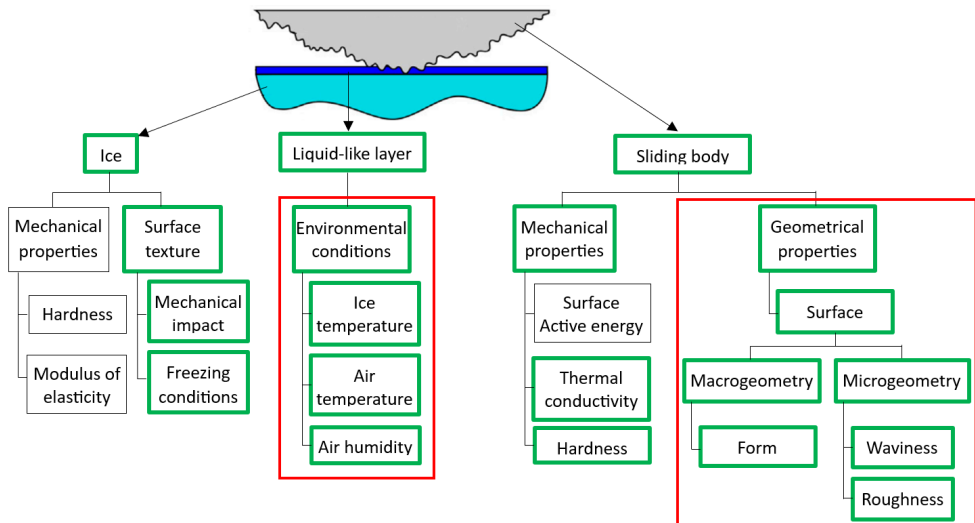 Ice
Liquid-like layer
Sliding body
Mechanical
properties
Surface
texture
Environmental
conditions
Mechanical
properties
Geometrical
properties
Hardness
Mechanical
impact
Ice
temperature
Surface
Active energy
Surface
Modulus of
elasticity
Freezing
conditions
Air
temperature
Thermal
conductivity
Macrogeometry
Microgeometry
Air humidity
Hardness
Form
Waviness
Roughness